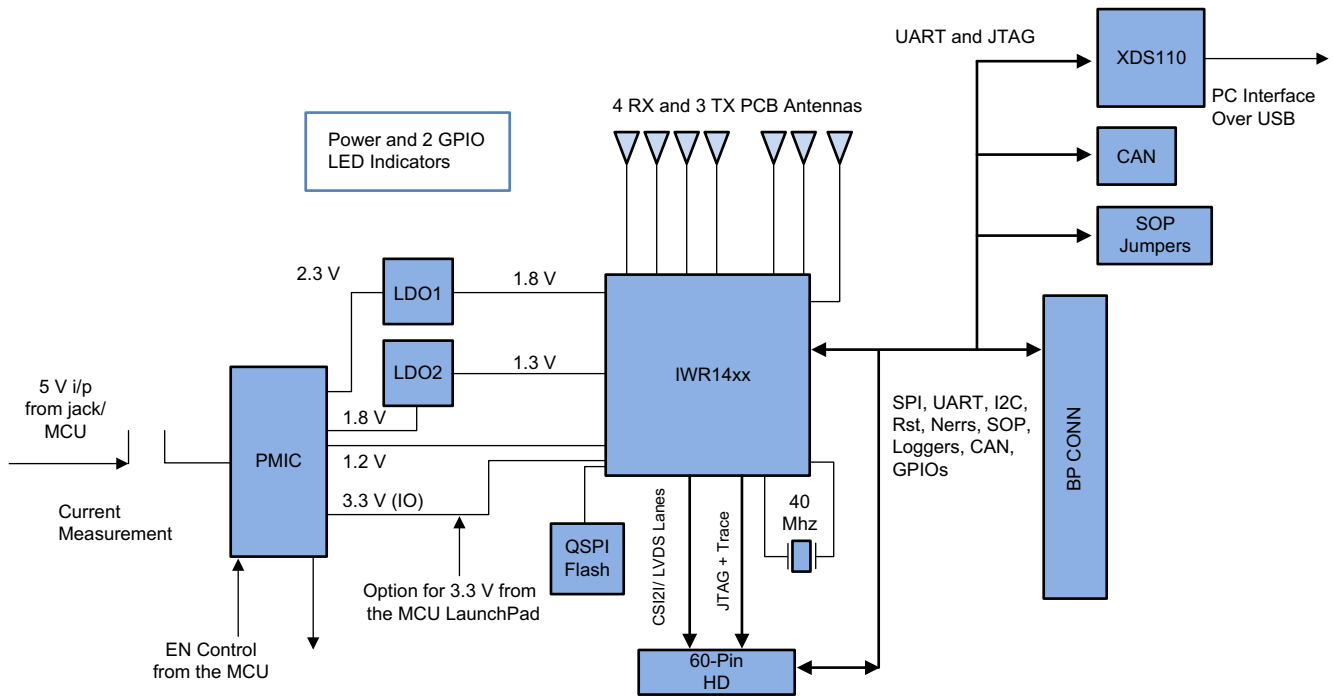 UART and JTAG
XDS110
PC Interface
Over USB
4 RX and 3 TX PCB Antennas
Power and 2 GPIO
LED Indicators
CAN
SOP
Jumpers
2.3 V
LDO1
1.8 V
LDO2
1.3 V
IWR14xx
5 V i/p
from jack/
MCU
1.8 V
PMIC
1.2 V
3.3 V (IO)
Current
Measurement
SPI, UART, I2C,
Rst, Nerrs, SOP,
Loggers, CAN,
GPIOs
BP CONN
QSPI
Flash
CSI2I/ LVDS Lanes
JTAG + Trace
40
Mhz
Option for 3.3 V from
the MCU LaunchPad
EN Control
from the MCU
60-Pin
HD